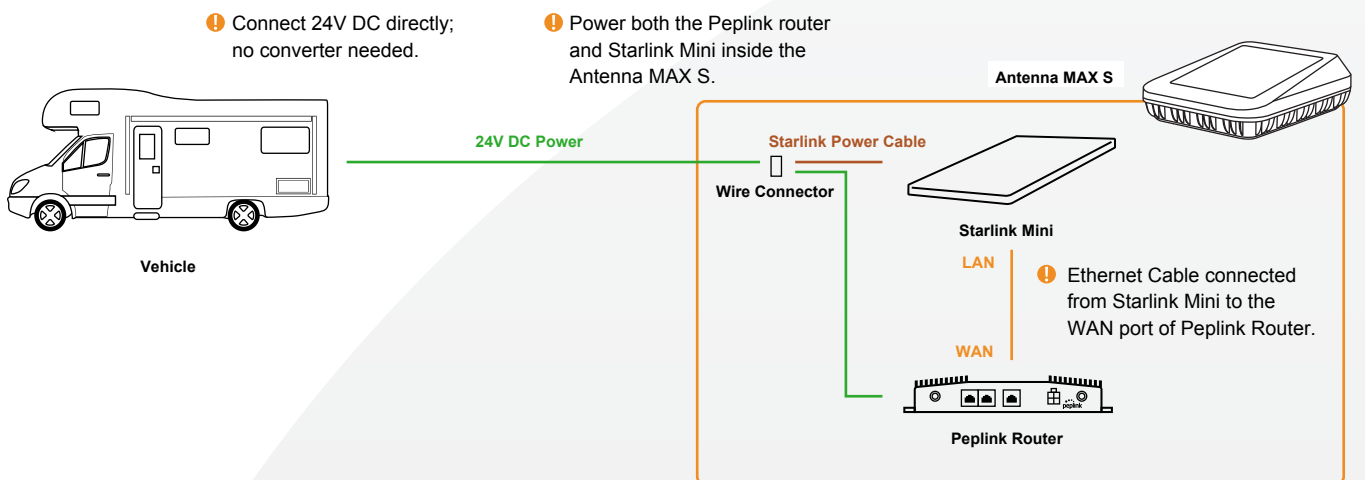 Connect 24V DC directly;
no converter needed.
Power both the Peplink router
and Starlink Mini inside the
Antenna MAX S.
Antenna MAX S
24V DC Power
Starlink Power Cable
Wire Connector
Vehicle
Starlink Mini
LAN
Ethernet Cable connected
from Starlink Mini to the
WAN port of Peplink Router.
WAN
peplink
Peplink Router